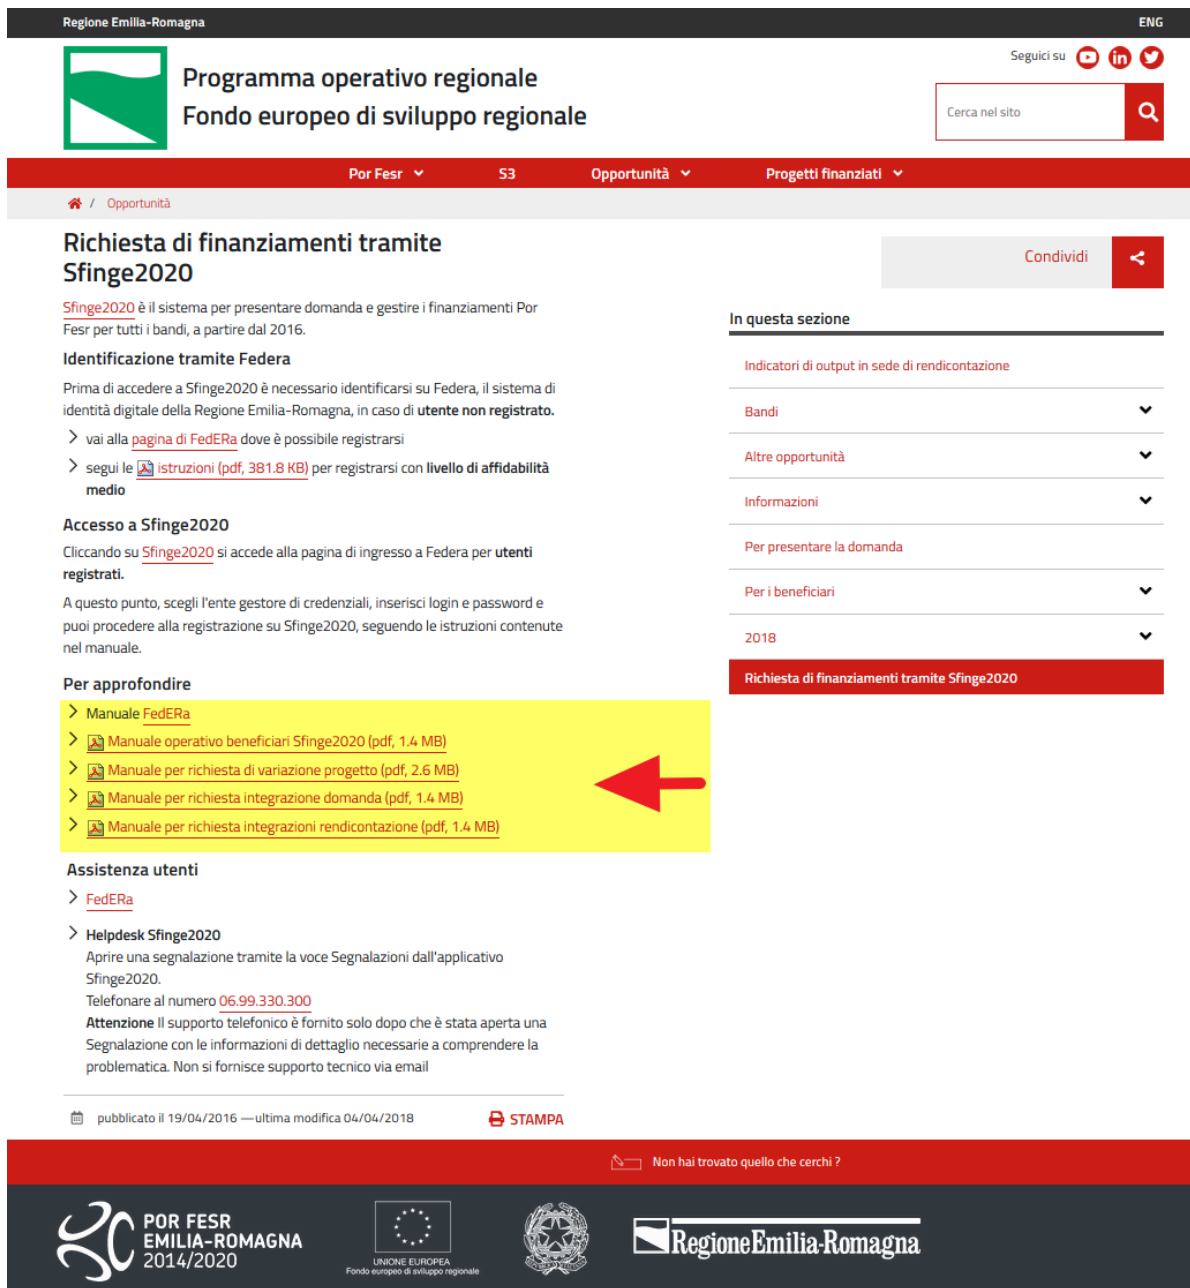 Regione Emilia-Romagna
ENG
Seguici su
Programma operativo regionale
Fondo europeo di sviluppo regionale
Cerca nel sito
Por Fesr
S3
Opportunità
Progetti finanziati
/ Opportunità
Richiesta di finanziamenti tramite
Sfinge2020
Sfinge2020 è il sistema per presentare domanda e gestire i finanziamenti Por
Fesr per tutti i bandi, a partire dal 2016.
Identificazione tramite Federa
Prima di accedere a Sfinge2020 è necessario identificarsi su Federa, il sistema di
identità digitale della Regione Emilia-Romagna, in caso di utente non registrato.
vai alla pagina di FedERa dove è possibile registrarsi
segui le istruzioni (pdf, 381.8 KB) per registrarsi con livello di affidabilità
medio
Accesso a Sfinge2020
Cliccando su Sfinge2020 si accede alla pagina di ingresso a Federa per utenti
registrati.
A questo punto, scegli l'ente gestore di credenziali, inserisci login e password e
puoi procedere alla registrazione su Sfinge2020, seguendo le istruzioni contenute
nel manuale.
Per approfondire
Manuale FedERa
Manuale operativo beneficiari Sfinge2020 (pdf, 1.4 MB)
Manuale per richiesta di variazione progetto (pdf, 2.6 MB)
Manuale per richiesta integrazione domanda (pdf, 1.4 MB)
Manuale per richiesta integrazioni rendicontazione (pdf, 1.4 MB)
Assistenza utenti
FedERa
Helpdesk Sfinge2020
Aprire una segnalazione tramite la voce Segnalazioni dall'applicativo
Sfinge2020.
Telefonare al numero 06.99.330.300
Attenzione Il supporto telefonico è fornito solo dopo che è stata aperta una
Segnalazione con le informazioni di dettaglio necessarie a comprendere la
problematica. Non si fornisce supporto tecnico via email
pubblicato il 19/04/2016 —ultima modifica 04/04/2018
STAMPA
Condividi
In questa sezione
Indicatori di output in sede di rendicontazione
Bandi
Altre opportunità
Informazioni
Per presentare la domanda
Per i beneficiari
2018
Richiesta di finanziamenti tramite Sfinge2020
Non hai trovato quello che cerchi ?
POR FESR
EMILIA-ROMAGNA
2014/2020
UNIONE EUROPEA
Fondo europeo di sviluppo regionale
RegioneEmilia-Romagna